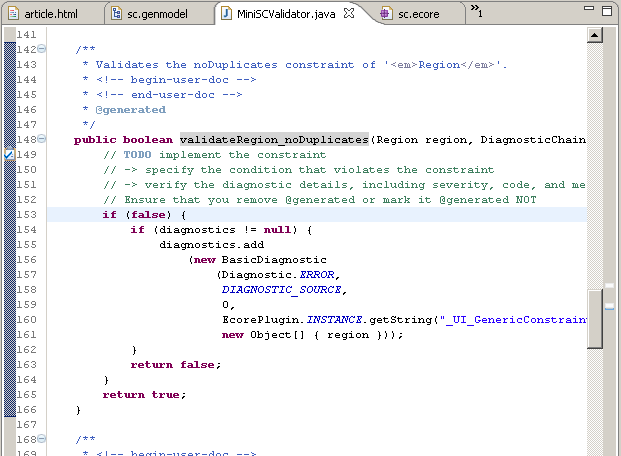 article.html sc.genmodel MiniSCValidator.java sc.ecore »1
141
142 /**
143 * Validates the noDuplicates constraint of '<em>Region</em>'.
144 * <!-- begin-user-doc -->
145 * <!-- end-user-doc -->
146 * @generated
147 */
148 public boolean validateRegion_noDuplicates(Region region, DiagnosticChain
149 // TODO implement the constraint
150 // -> specify the condition that violates the constraint
151 // -> verify the diagnostic details, including severity, code, and me
152 // Ensure that you remove @generated or mark it @generated NOT
153 if (false) {
154 if (diagnostics != null) {
155 diagnostics.add
156 (new BasicDiagnostic
157 (Diagnostic.ERROR,
158 DIAGNOSTIC_SOURCE,
159 0,
160 EcorePlugin.INSTANCE.getString("_UI_GenericConstrain
161 new Object[] { region }));
162 }
163 return false;
164 }
165 return true;
166 }
167
168 /**
169 * <!-- begin-user-doc -->